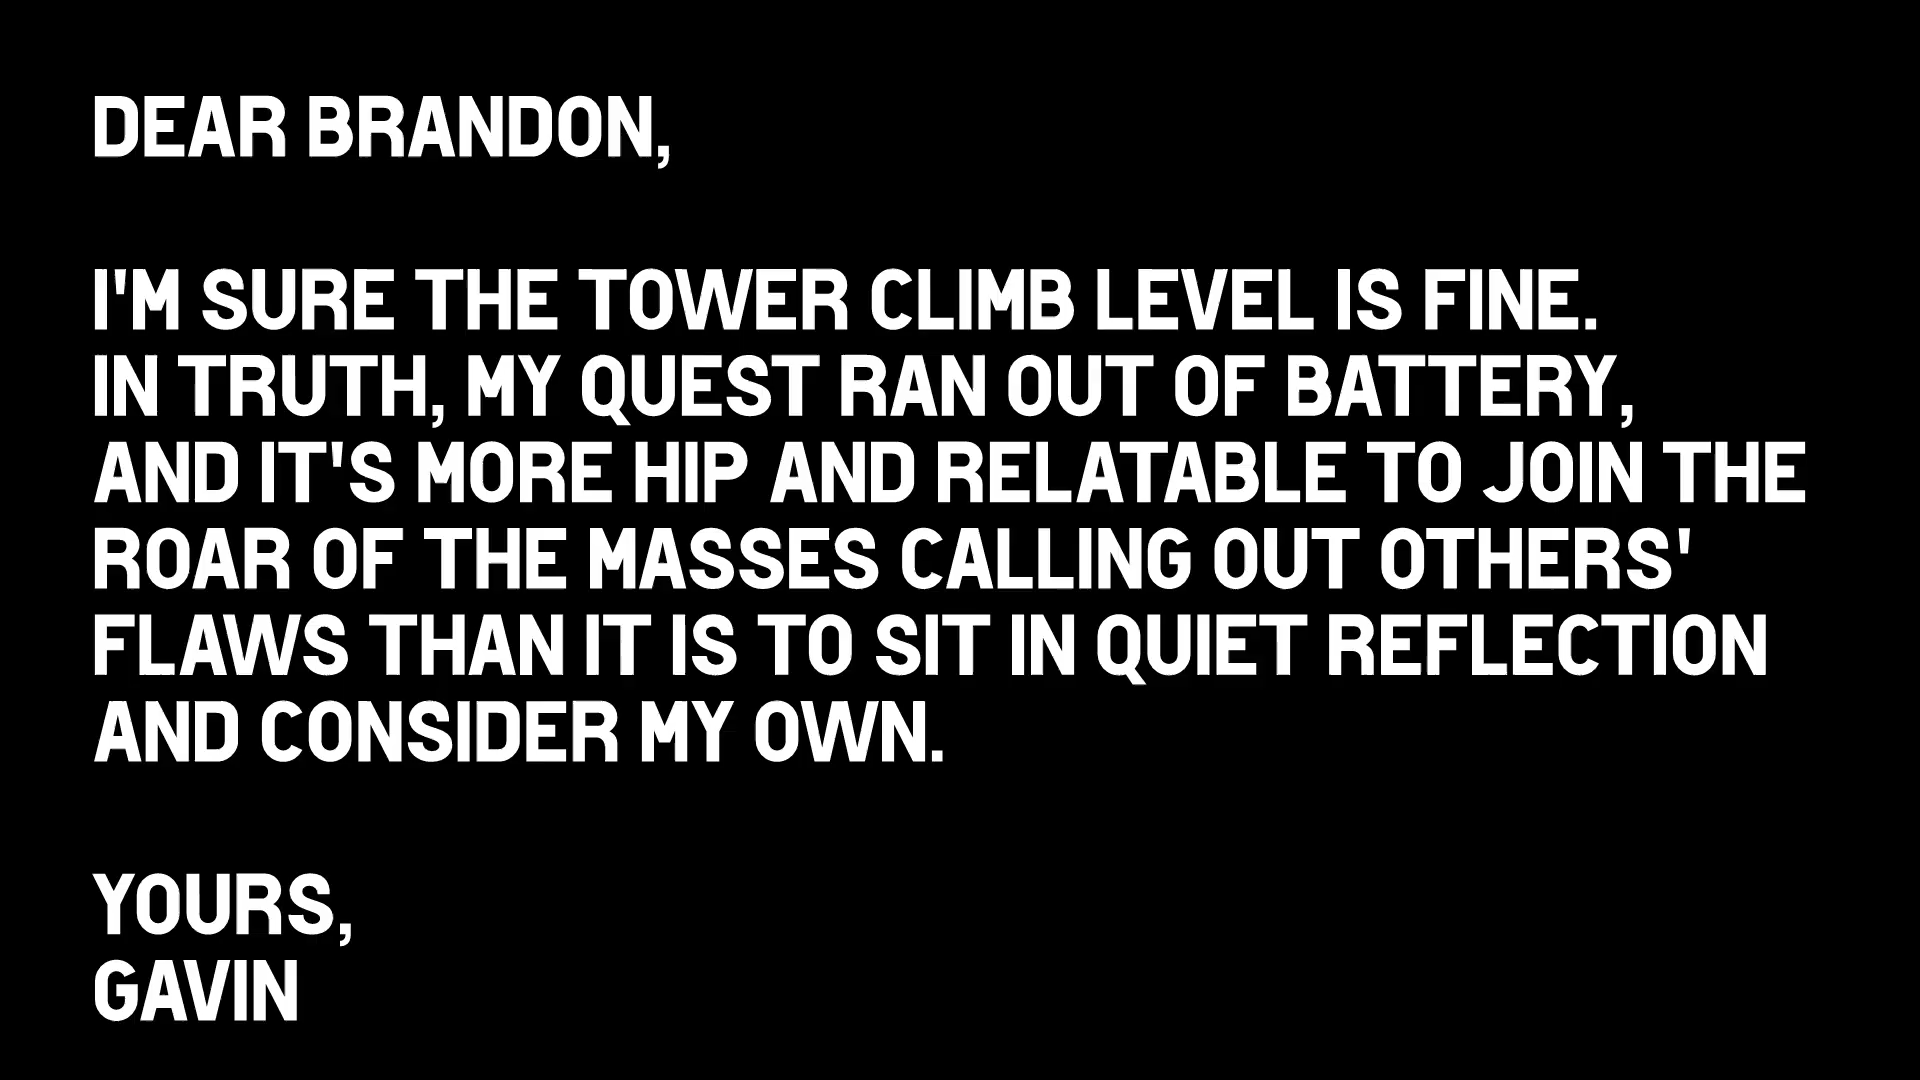 DEAR BRANDON,
I'M SURE THE TOWER CLIMB LEVEL IS FINE.
IN TRUTH, MY QUEST RAN OUT OF BATTERY,
AND IT'S MORE HIP AND RELATABLE TO JOIN THE
ROAR OF THE MASSES CALLING OUT OTHERS'
FLAWS THAN IT IS TO SIT IN QUIET REFLECTION
AND CONSIDER MY OWN.
YOURS,
GAVIN